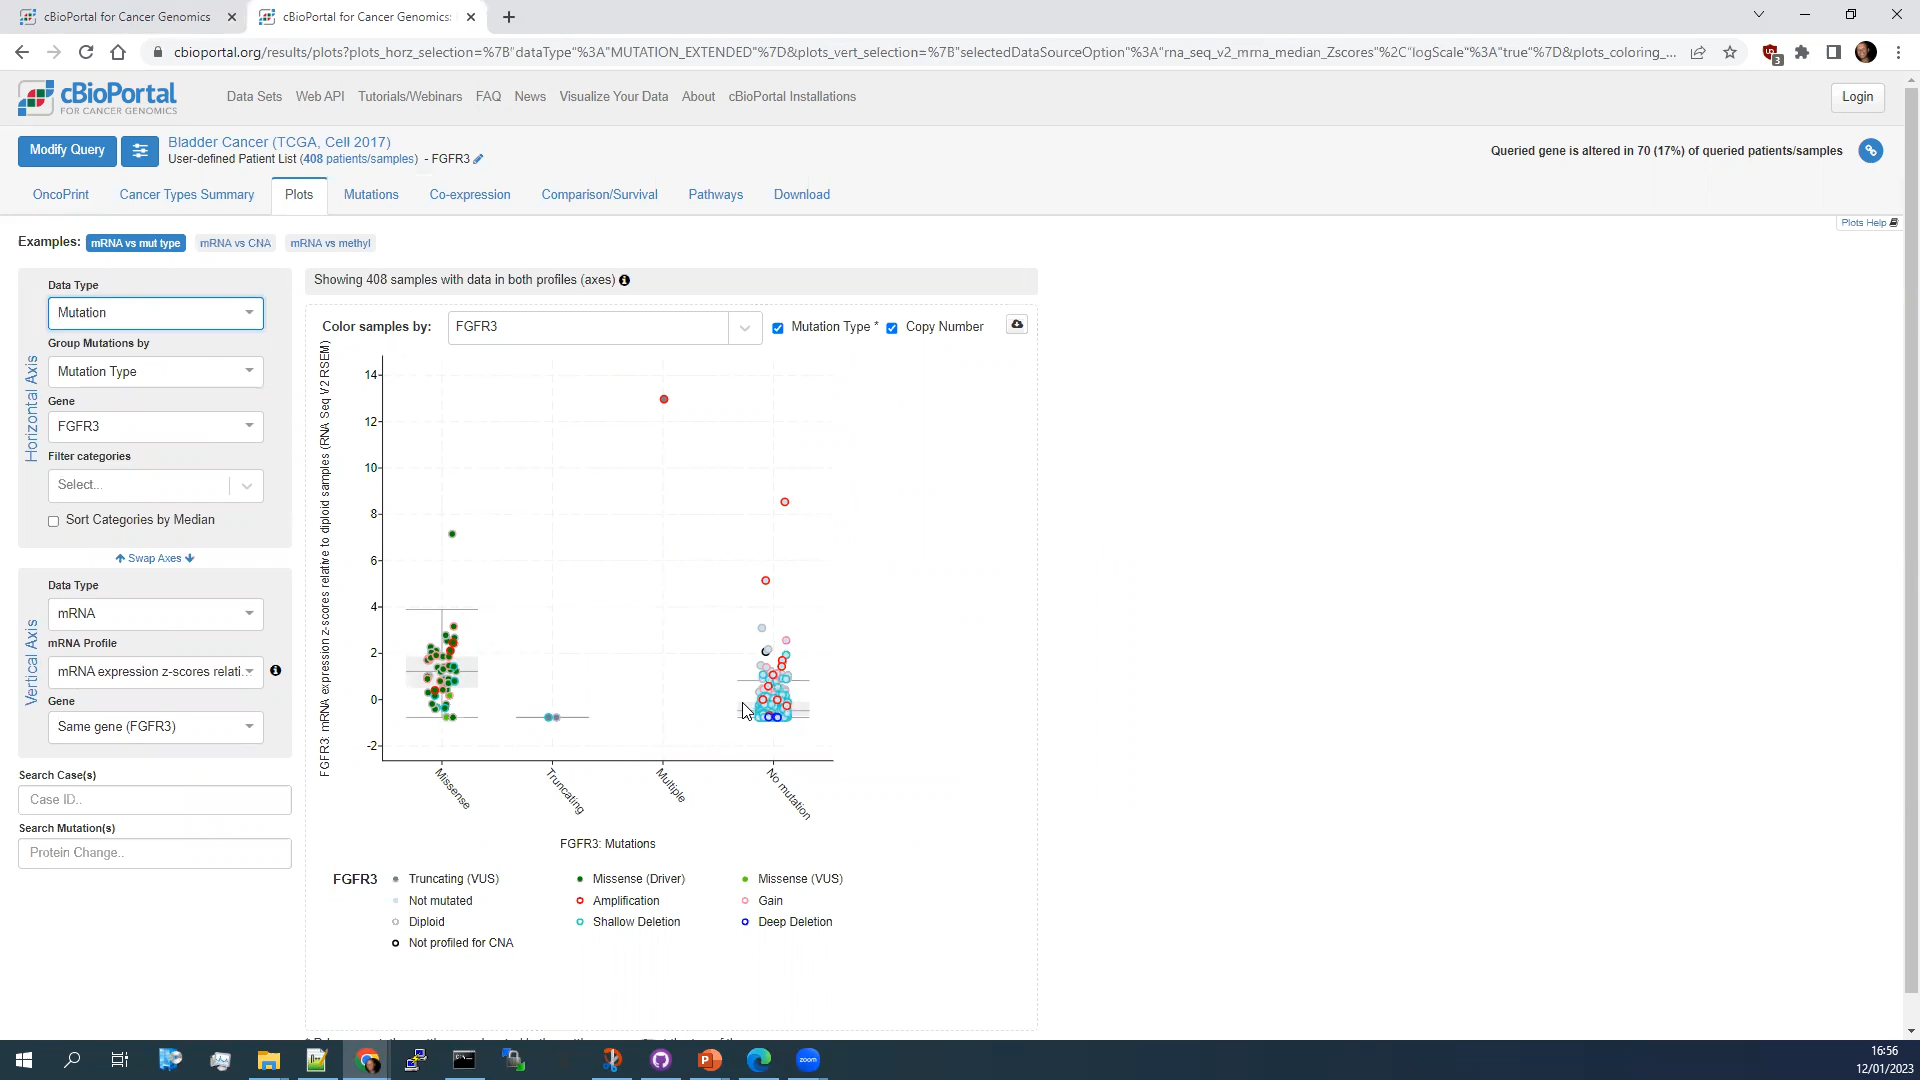 cBioPortal for Cancer Genomics
cBioPortal for Cancer Genomics:
cbioportal.org/results/plots?plots_horz_selection=%7B"dataType"%3A"MUTATION_EXTENDED"%7D&plots_vert_selection=%7B"selectedDataSourceOption"%3A"rna_seq_v2_mrna_median_Zscores"%2C"logScale"%3A"true"%7D&plots_coloring_...
3
cBioPortal
FOR CANCER GENOMICS
Data Sets Web API Tutorials/Webinars FAQ News Visualize Your Data About cBioPortal Installations
Login
Modify Query
Bladder Cancer (TCGA, Cell 2017)
User-defined Patient List (408 patients/samples) - FGFR3
Queried gene is altered in 70 (17%) of queried patients/samples
OncoPrint Cancer Types Summary Plots Mutations Co-expression Comparison/Survival Pathways Download
Plots Help
Examples: mRNA vs mut type mRNA vs CNA mRNA vs methyl
Horizontal Axis
Data Type
Mutation
Group Mutations by
Mutation Type
Gene
FGFR3
Filter categories
Select...
Sort Categories by Median
Swap Axes
Vertical Axis
Data Type
mRNA
mRNA Profile
mRNA expression z-scores relati...
Gene
Same gene (FGFR3)
Search Case(s)
Case ID..
Search Mutation(s)
Protein Change..
Showing 408 samples with data in both profiles (axes)
Color samples by: FGFR3 Mutation Type * Copy Number
FGFR3: mRNA expression z-scores relative to diploid samples (RNA Seq V2 RSEM)
14
12
10
8
6
4
2
0
-2
Missense
Truncating
Multiple
No mutation
FGFR3: Mutations
FGFR3
Truncating (VUS) Missense (Driver) Missense (VUS)
Not mutated Amplification Gain
Diploid Shallow Deletion Deep Deletion
Not profiled for CNA
zoom
16:56
12/01/2023